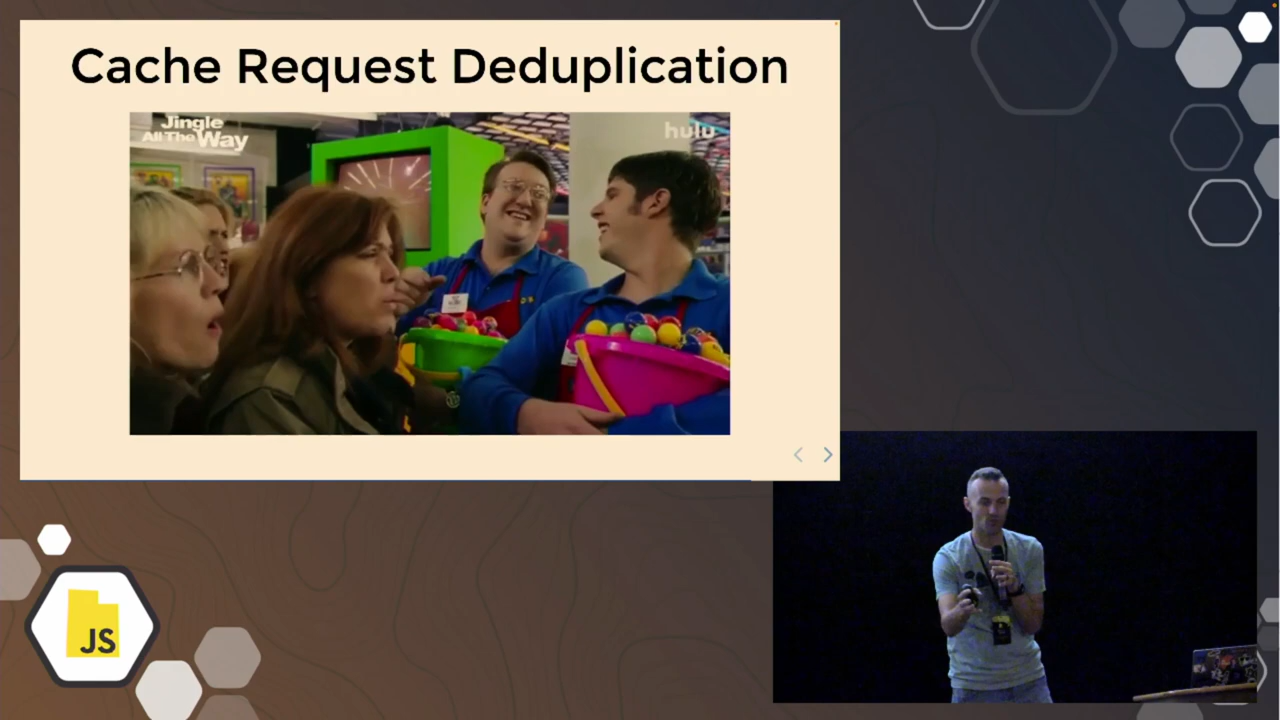 Cache Request Deduplication
Jingle
All The Way
hulu
JS